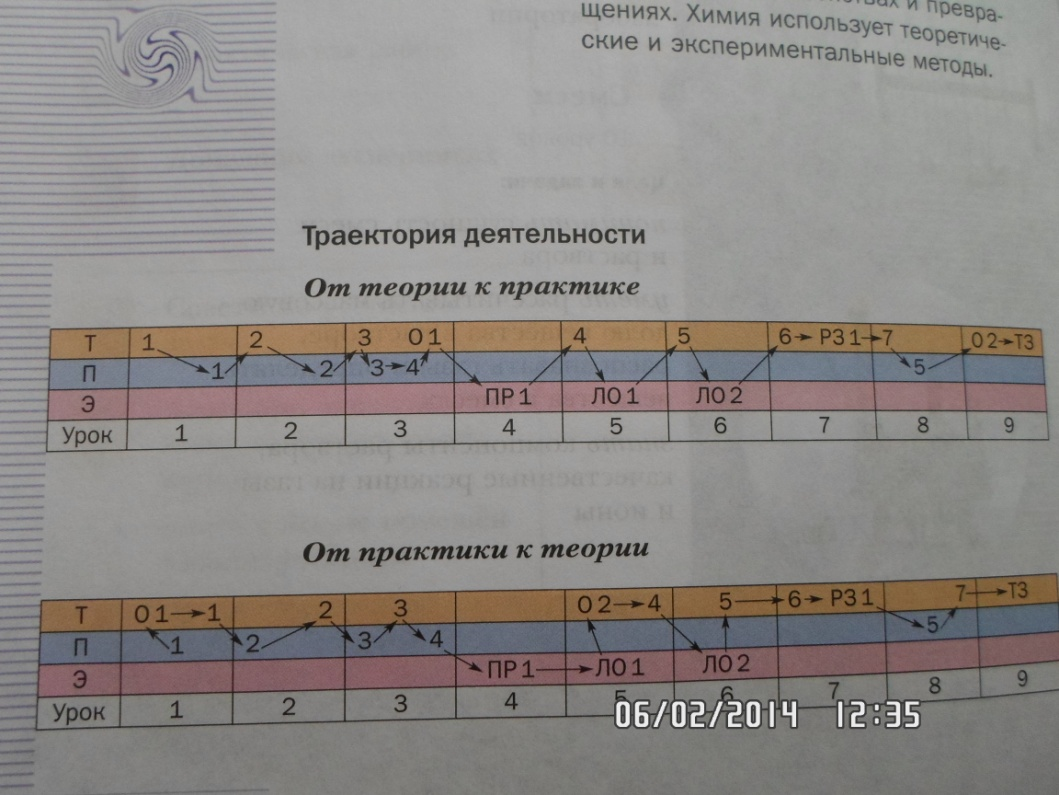 и превра-
щениях. Химия использует теоретиче-
ские и экспериментальные методы.
Траектория деятельности
От теории к практике
Т 1 2 3 О1 4 5 6→РЗ1→7 О2→ТЗ
П 1 2 3→4 5
Э ПР1 ЛО1 ЛО2
Урок 1 2 3 4 5 6 7 8 9
От практики к теории
Т О1→1 2 3 О2→4 5→6→РЗ1 7→ТЗ
П 1 2 3 4 5
Э ПР1→ЛО1 ЛО2
Урок 1 2 3 4 5 6 7 8 9
06/02/2014 12:35